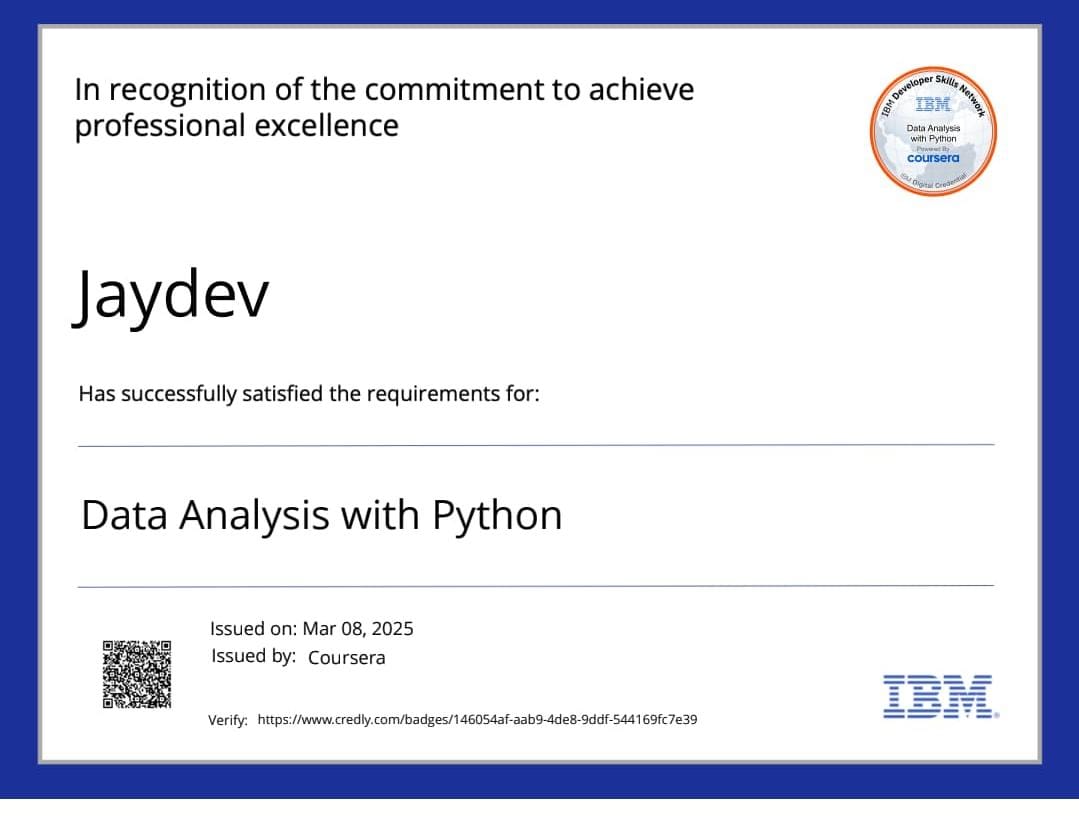 In recognition of the commitment to achieve
professional excellence
IBM Developer Skills Network
IBM
Data Analysis
with Python
Powered By
coursera
IBM Digital Credential
Jaydev
Has successfully satisfied the requirements for:
Data Analysis with Python
Issued on: Mar 08, 2025
Issued by: Coursera
Verify: https://www.credly.com/badges/146054af-aab9-4de8-9ddf-544169fc7e39
IBM®